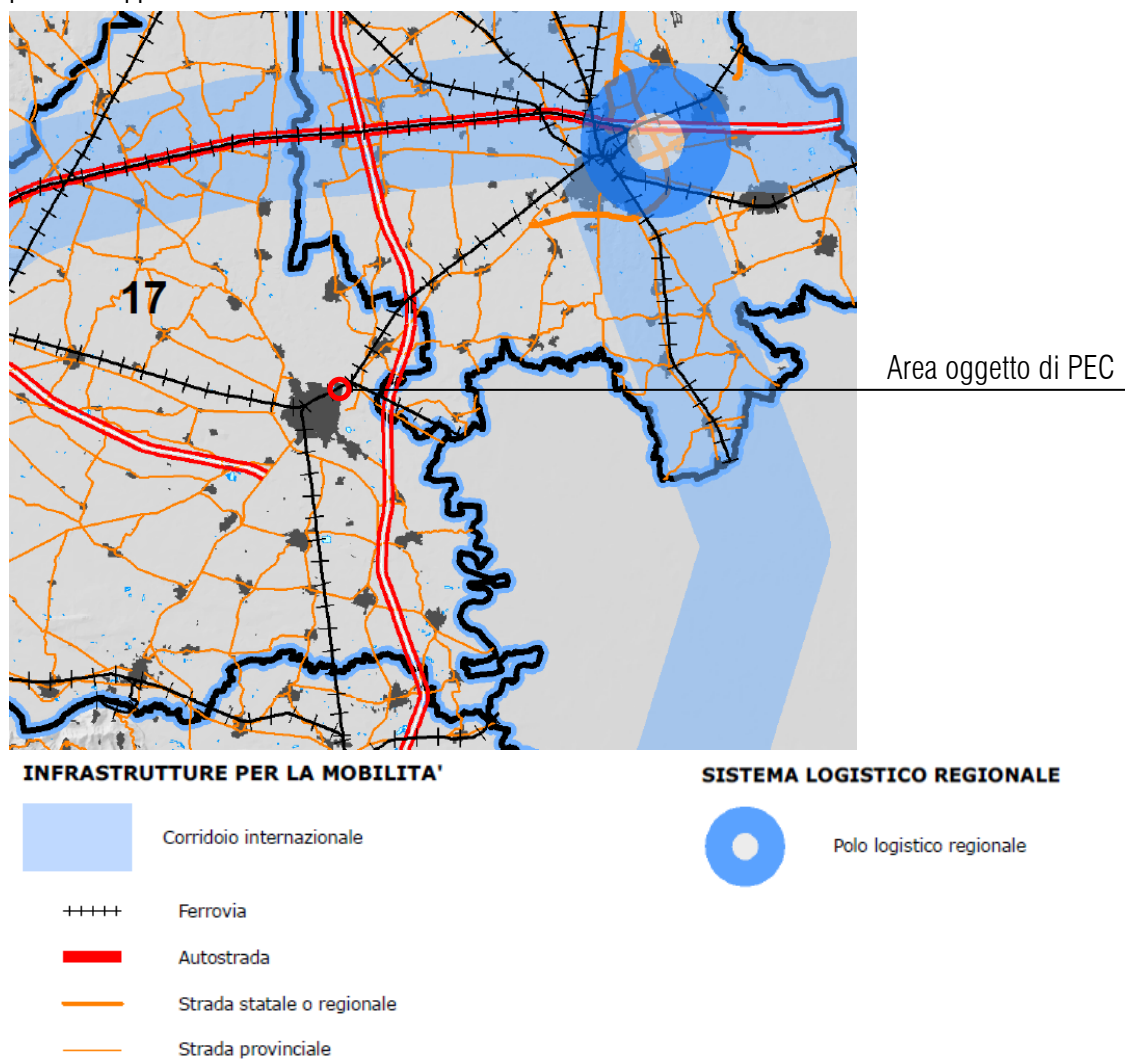 17
Area oggetto di PEC
INFRASTRUTTURE PER LA MOBILITA'
Corridoio internazionale
Ferrovia
Autostrada
Strada statale o regionale
Strada provinciale
SISTEMA LOGISTICO REGIONALE
Polo logistico regionale